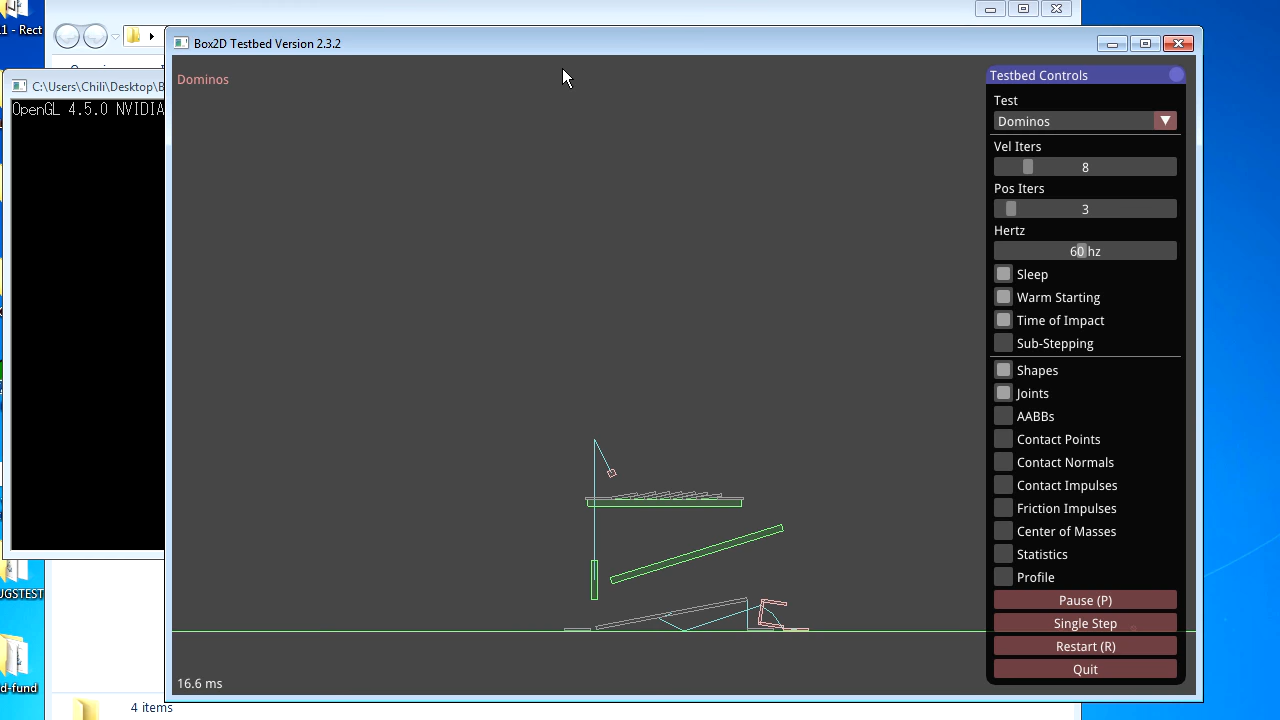 1 - Rect
Box2D Testbed Version 2.3.2
C:\Users\Chili\Desktop\B
OpenGL 4.5.0 NVIDIA
Dominos
Testbed Controls
Test
Dominos
Vel Iters
8
Pos Iters
3
Hertz
60 hz
Sleep
Warm Starting
Time of Impact
Sub-Stepping
Shapes
Joints
AABBs
Contact Points
Contact Normals
Contact Impulses
Friction Impulses
Center of Masses
Statistics
Profile
Pause (P)
Single Step
Restart (R)
Quit
16.6 ms
UGSTEST
d-fund
4 items